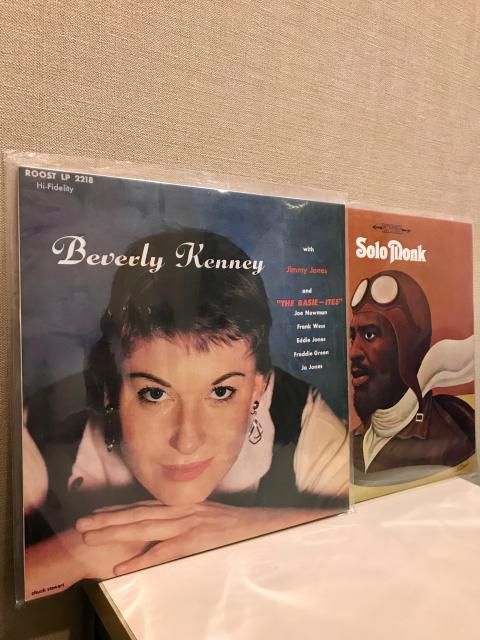 ROOST LP 2218
Hi-Fidelity
Beverly Kenney
with
Jimmy Jones
and
"THE BASIE-ITES"
Joe Newman
Frank Wess
Eddie Jones
Freddie Green
Jo Jones
chuck stewart
STEREO
Solo Monk